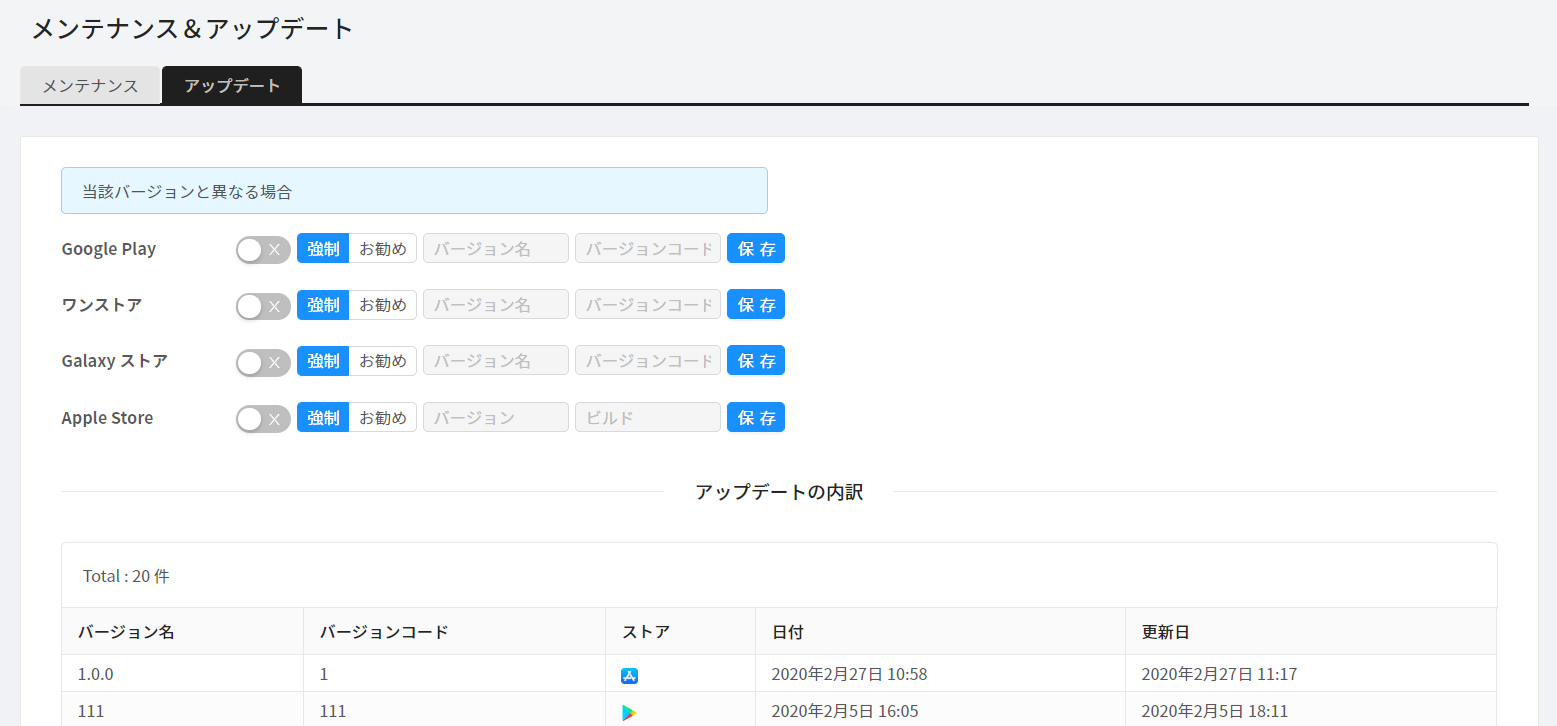 メンテナンス＆アップデート
メンテナンス アップデート
当該バージョンと異なる場合
Google Play 強制 お勧め バージョン名 バージョンコード 保存
ワンストア 強制 お勧め バージョン名 バージョンコード 保存
Galaxy ストア 強制 お勧め バージョン名 バージョンコード 保存
Apple Store 強制 お勧め バージョン ビルド 保存
アップデートの内訳
Total : 20 件
バージョン名 バージョンコード ストア 日付 更新日
1.0.0 1 2020年2月27日 10:58 2020年2月27日 11:17
111 111 2020年2月5日 16:05 2020年2月5日 18:11